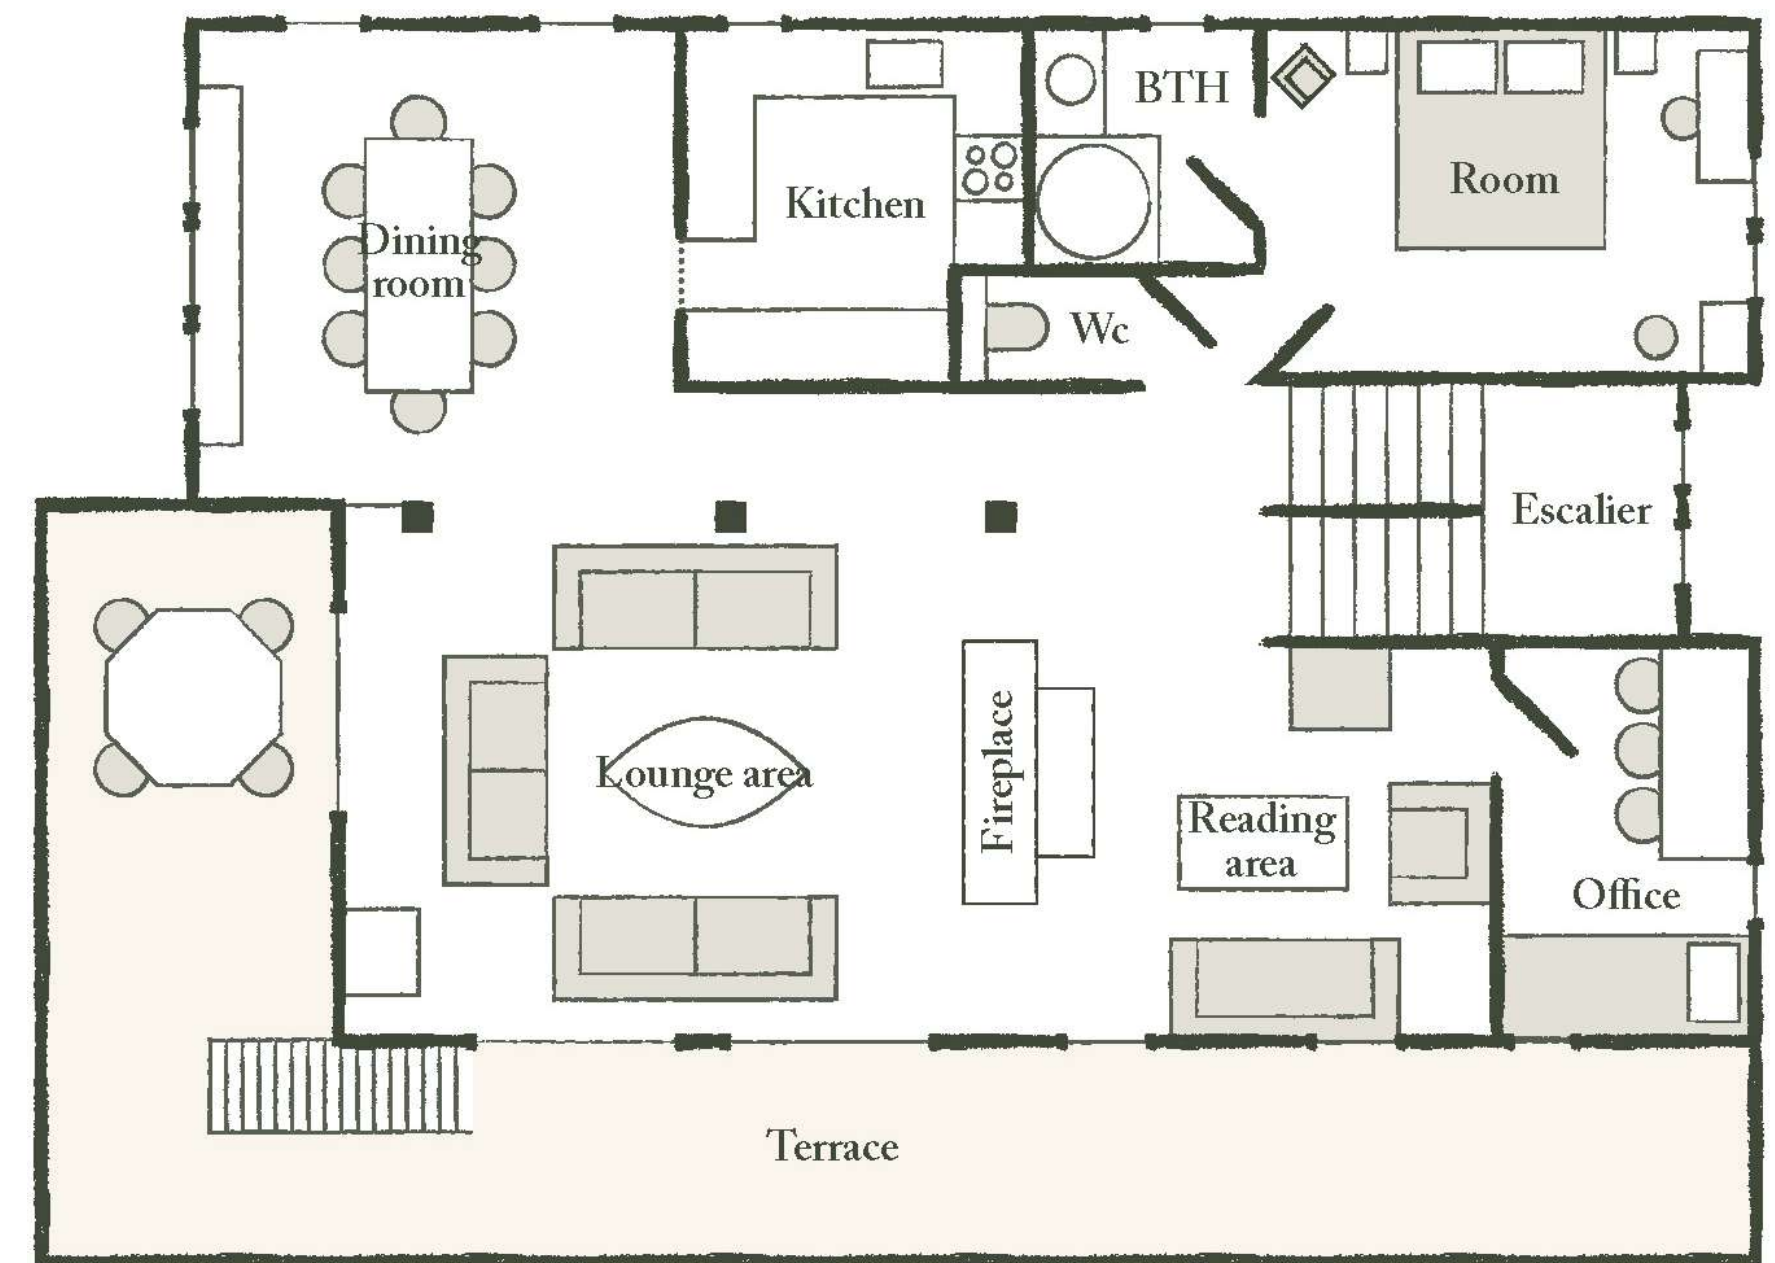 BTH
Room
Kitchen
Dining
room
Wc
Escalier
Lounge area
Fireplace
Reading
area
Office
Terrace